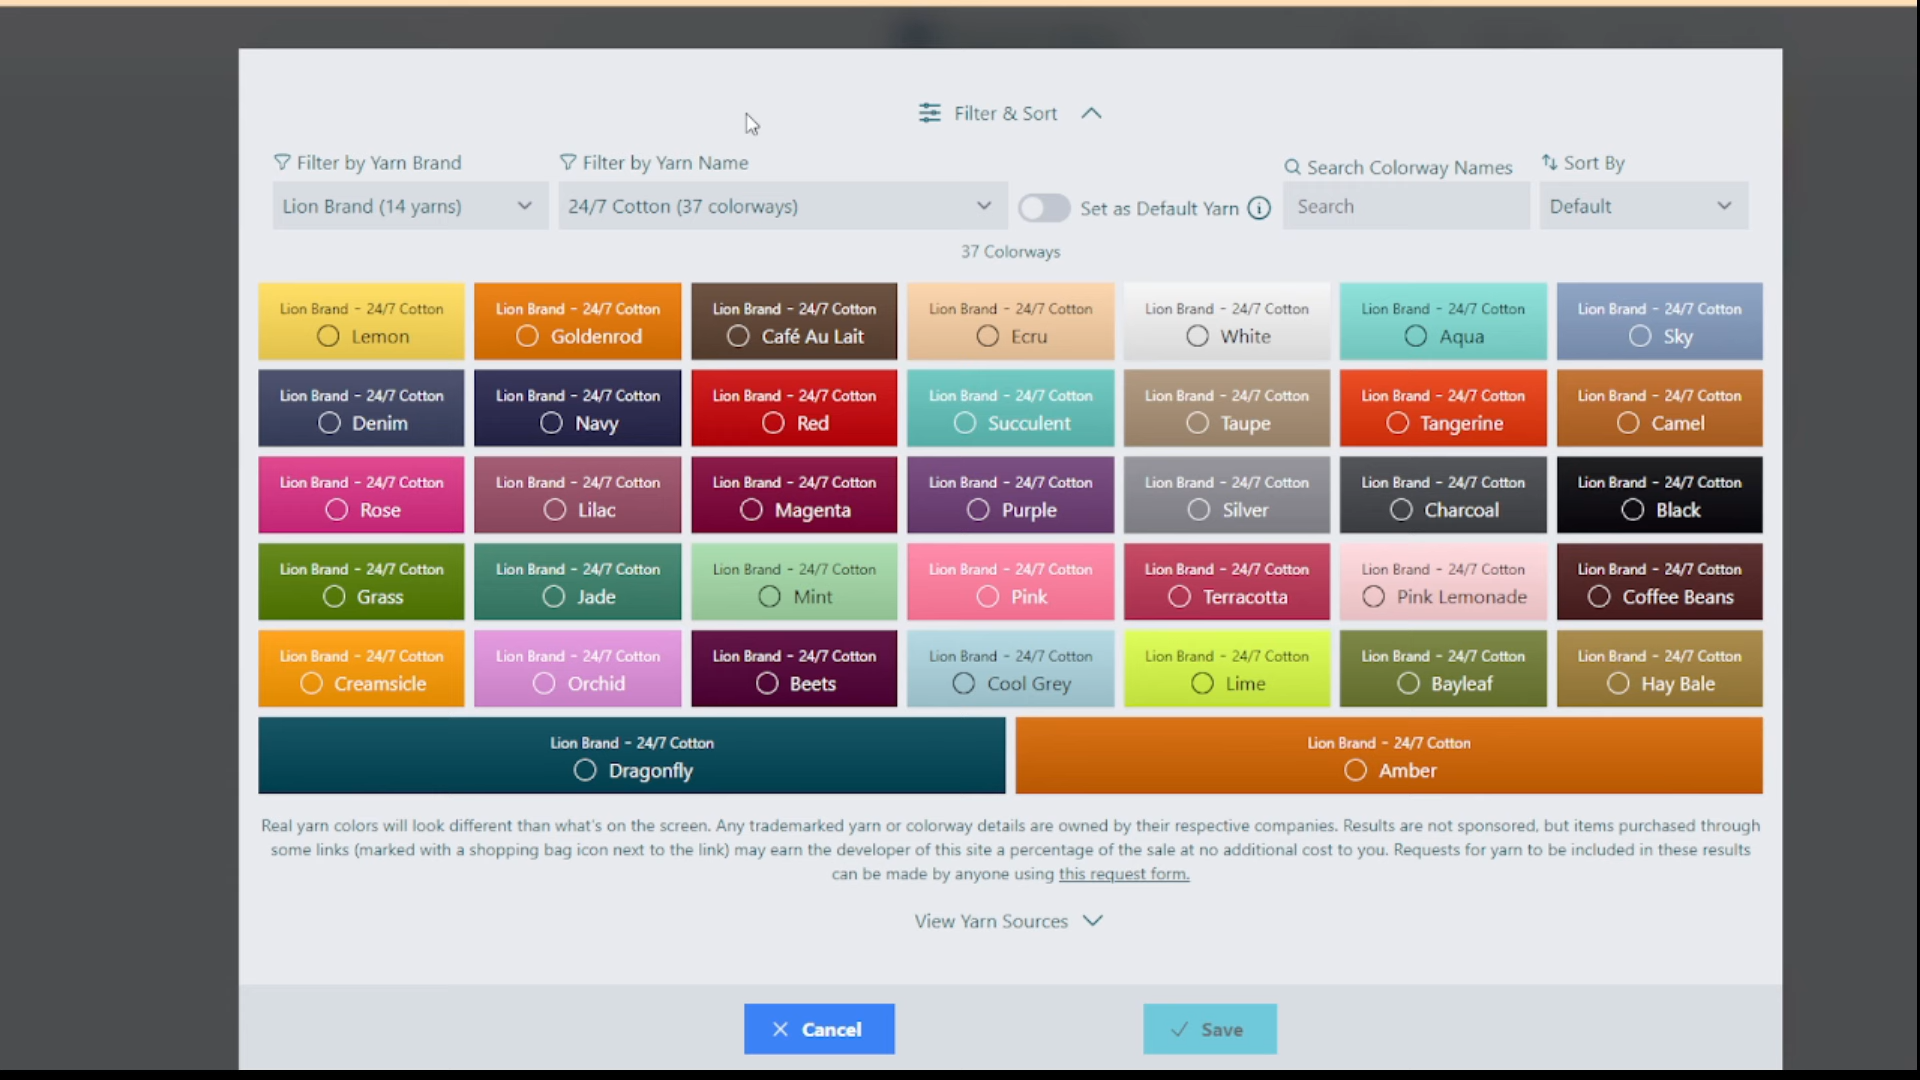 Filter & Sort
Filter by Yarn Brand
Filter by Yarn Name
Search Colorway Names
Sort By
Lion Brand (14 yarns)
24/7 Cotton (37 colorways)
Set as Default Yarn
Search
Default
37 Colorways
Lion Brand - 24/7 Cotton
Lemon
Lion Brand - 24/7 Cotton
Goldenrod
Lion Brand - 24/7 Cotton
Café Au Lait
Lion Brand - 24/7 Cotton
Ecru
Lion Brand - 24/7 Cotton
White
Lion Brand - 24/7 Cotton
Aqua
Lion Brand - 24/7 Cotton
Sky
Lion Brand - 24/7 Cotton
Denim
Lion Brand - 24/7 Cotton
Navy
Lion Brand - 24/7 Cotton
Red
Lion Brand - 24/7 Cotton
Succulent
Lion Brand - 24/7 Cotton
Taupe
Lion Brand - 24/7 Cotton
Tangerine
Lion Brand - 24/7 Cotton
Camel
Lion Brand - 24/7 Cotton
Rose
Lion Brand - 24/7 Cotton
Lilac
Lion Brand - 24/7 Cotton
Magenta
Lion Brand - 24/7 Cotton
Purple
Lion Brand - 24/7 Cotton
Silver
Lion Brand - 24/7 Cotton
Charcoal
Lion Brand - 24/7 Cotton
Black
Lion Brand - 24/7 Cotton
Grass
Lion Brand - 24/7 Cotton
Jade
Lion Brand - 24/7 Cotton
Mint
Lion Brand - 24/7 Cotton
Pink
Lion Brand - 24/7 Cotton
Terracotta
Lion Brand - 24/7 Cotton
Pink Lemonade
Lion Brand - 24/7 Cotton
Coffee Beans
Lion Brand - 24/7 Cotton
Creamsicle
Lion Brand - 24/7 Cotton
Orchid
Lion Brand - 24/7 Cotton
Beets
Lion Brand - 24/7 Cotton
Cool Grey
Lion Brand - 24/7 Cotton
Lime
Lion Brand - 24/7 Cotton
Bayleaf
Lion Brand - 24/7 Cotton
Hay Bale
Lion Brand - 24/7 Cotton
Dragonfly
Lion Brand - 24/7 Cotton
Amber
Real yarn colors will look different than what's on the screen. Any trademarked yarn or colorway details are owned by their respective companies. Results are not sponsored, but items purchased through
some links (marked with a shopping bag icon next to the link) may earn the developer of this site a percentage of the sale at no additional cost to you. Requests for yarn to be included in these results
can be made by anyone using this request form.
View Yarn Sources
Cancel
Save